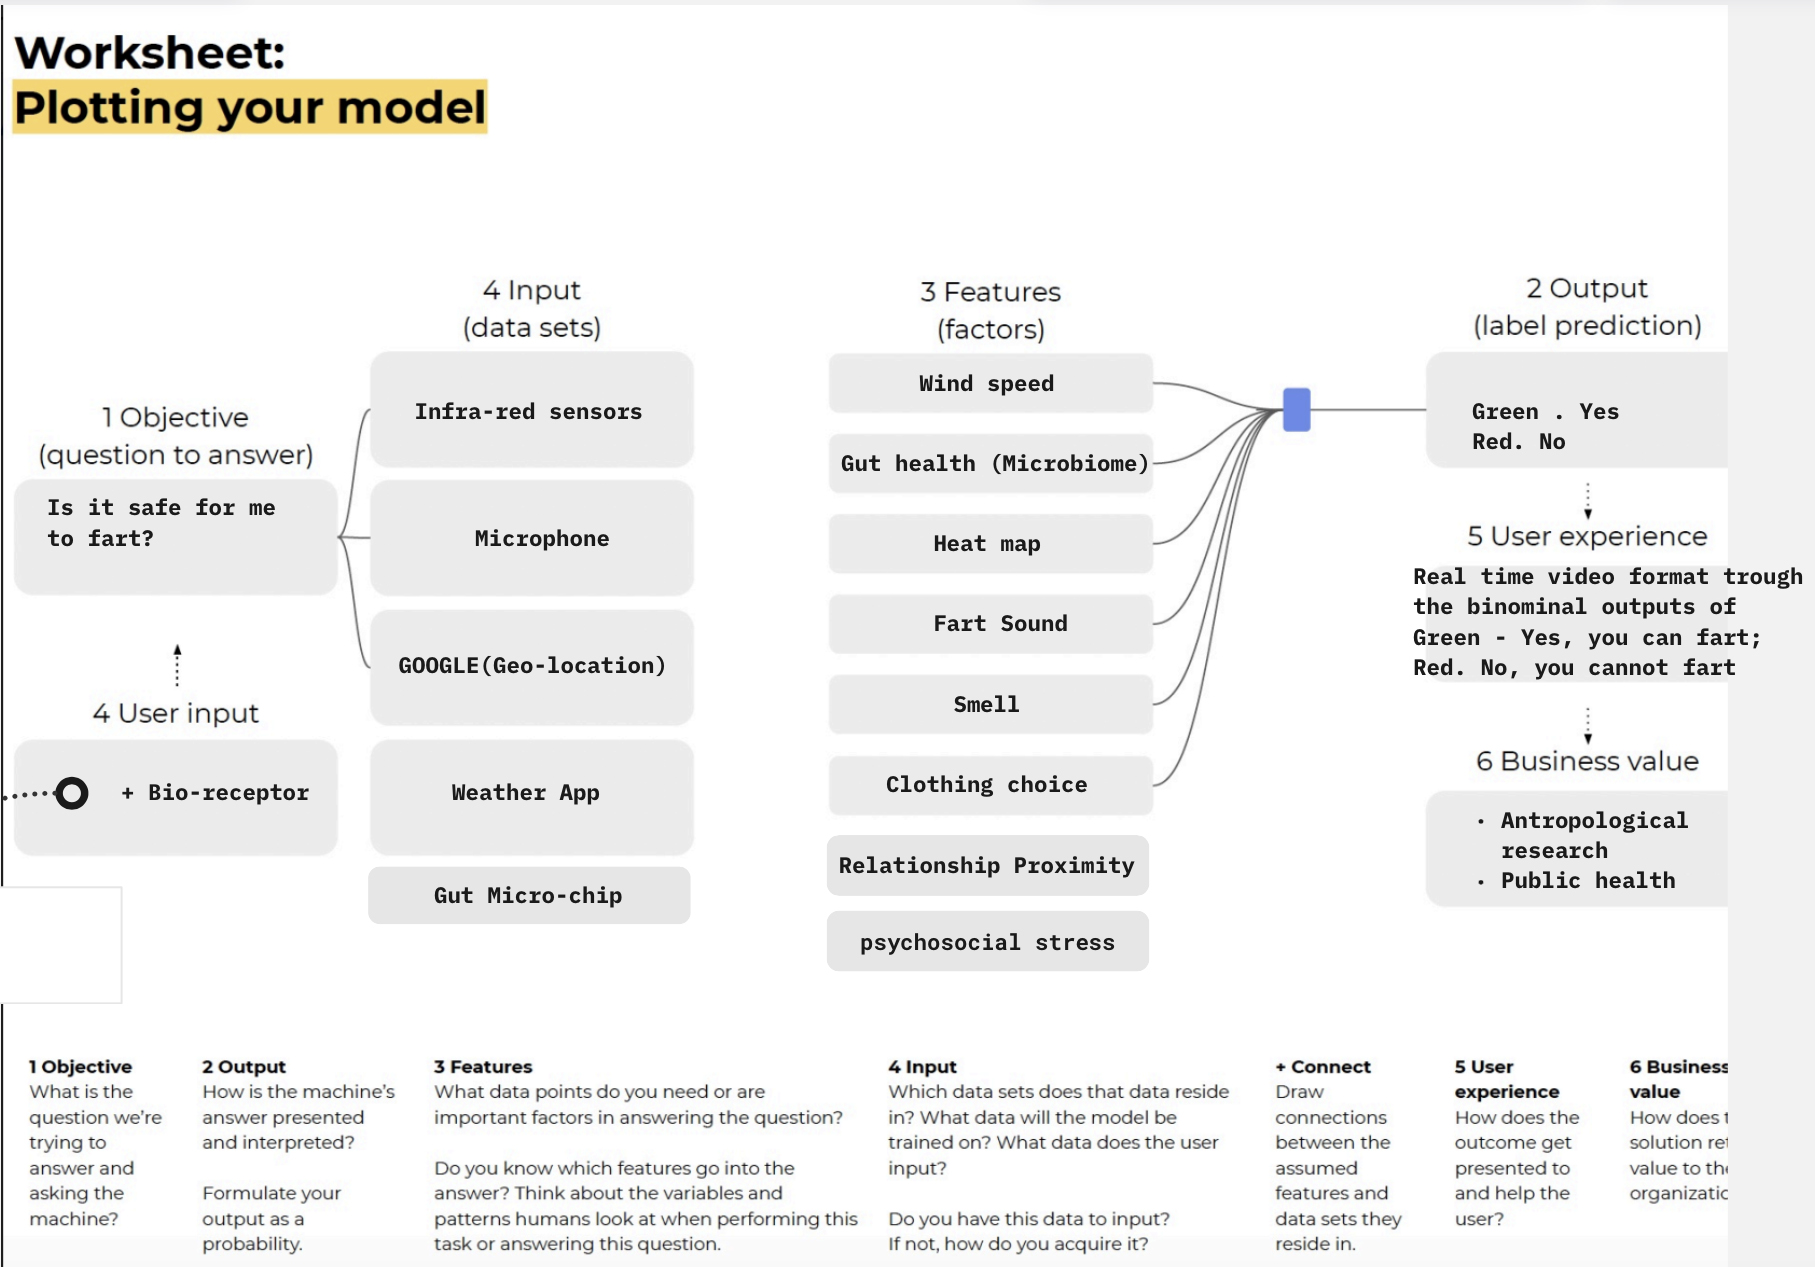 Worksheet:
Plotting your model
1 Objective
(question to answer)
Is it safe for me
to fart?
4 User input
+ Bio-receptor
4 Input
(data sets)
Infra-red sensors
Microphone
GOOGLE(Geo-location)
Weather App
Gut Micro-chip
3 Features
(factors)
Wind speed
Gut health (Microbiome)
Heat map
Fart Sound
Smell
Clothing choice
Relationship Proximity
psychosocial stress
2 Output
(label prediction)
Green . Yes
Red. No
5 User experience
Real time video format trough
the binominal outputs of
Green - Yes, you can fart;
Red. No, you cannot fart
6 Business value
• Antropological
research
• Public health
1 Objective
What is the
question we’re
trying to
answer and
asking the
machine?
2 Output
How is the machine’s
answer presented
and interpreted?
Formulate your
output as a
probability.
3 Features
What data points do you need or are
important factors in answering the question?
Do you know which features go into the
answer? Think about the variables and
patterns humans look at when performing this
task or answering this question.
4 Input
Which data sets does that data reside
in? What data will the model be
trained on? What data does the user
input?
Do you have this data to input?
If not, how do you acquire it?
+ Connect
Draw
connections
between the
assumed
features and
data sets they
reside in.
5 User
experience
How does the
outcome get
presented to
and help the
user?
6 Business
value
How does
solution
value to